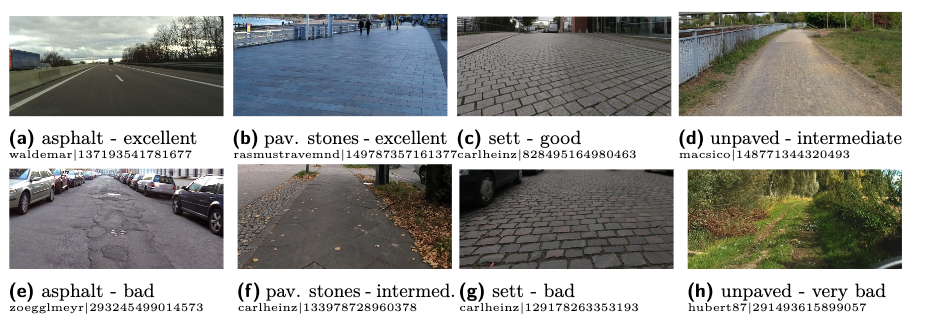 (a) asphalt - excellent
waldemar|137193541781677
(b) pav. stones - excellent
rasmustravemnd|149787357161377
(c) sett - good
carlheinz|828495164980463
(d) unpaved - intermediate
macsico|148771344320493
(e) asphalt - bad
zoegglmeyr|293245499014573
(f) pav. stones - intermed.
carlheinz|133978728960378
(g) sett - bad
carlheinz|129178263353193
(h) unpaved - very bad
hubert87|291493615899057